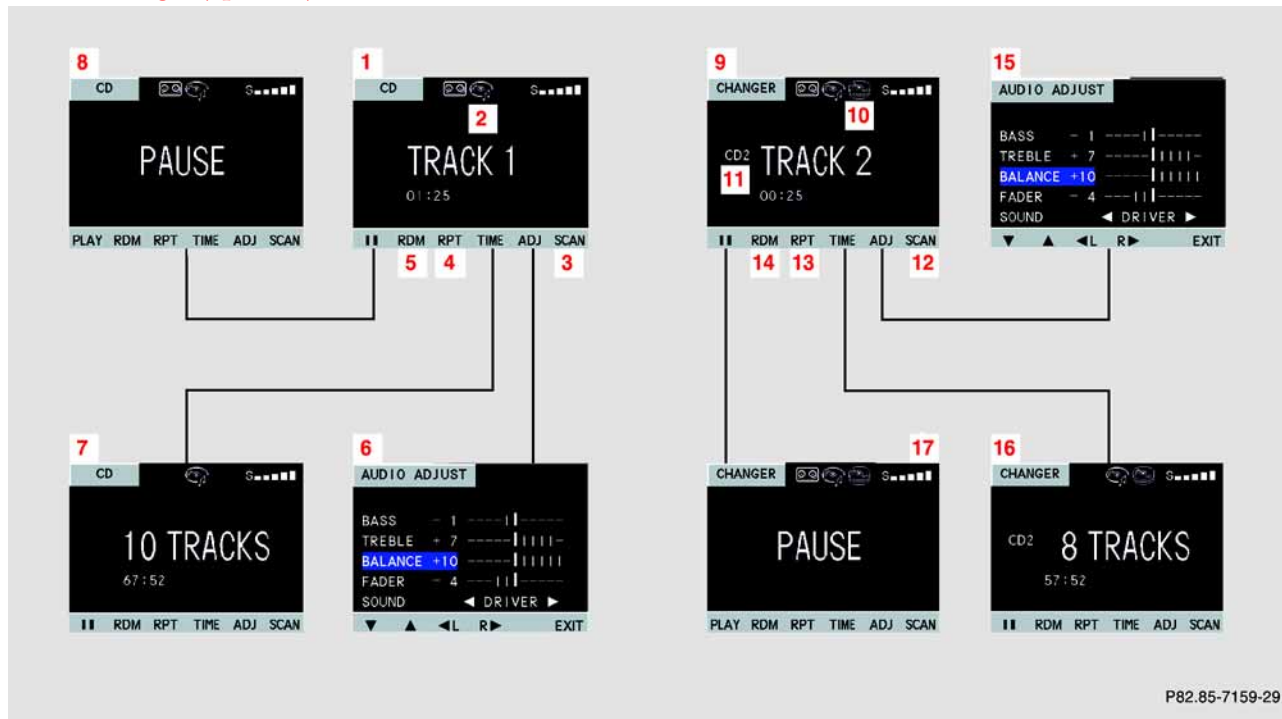 8
CD
S
PAUSE
PLAY RDM RPT TIME ADJ SCAN
1
CD
S
2
TRACK 1
01:25
II RDM RPT TIME ADJ SCAN
5 4 3
9
CHANGER
S
10
CD2 TRACK 2
11
00:25
II RDM RPT TIME ADJ SCAN
14 13 12
15
AUDIO ADJUST
BASS - 1
TREBLE + 7
BALANCE +10
FADER - 4
SOUND ◀ DRIVER ▶
▼ ▲ ◀L R▶ EXIT
7
CD
S
10 TRACKS
67:52
II RDM RPT TIME ADJ SCAN
6
AUDIO ADJUST
BASS - 1
TREBLE + 7
BALANCE +10
FADER - 4
SOUND ◀ DRIVER ▶
▼ ▲ ◀L R▶ EXIT
17
CHANGER
S
PAUSE
PLAY RDM RPT TIME ADJ SCAN
16
CHANGER
S
CD2 8 TRACKS
57:52
II RDM RPT TIME ADJ SCAN
P82.85-7159-29